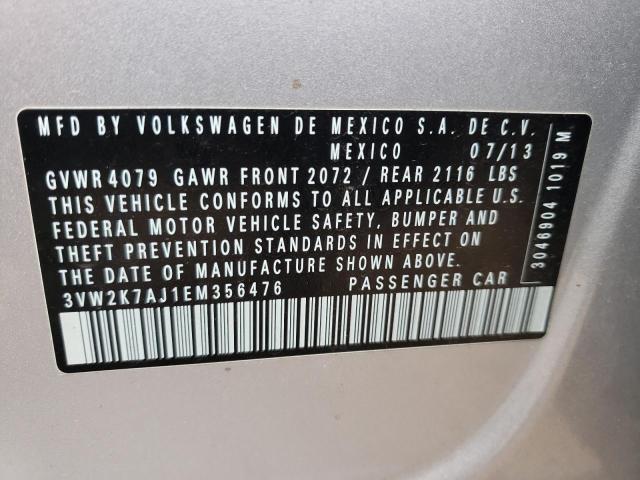 MFD BY VOLKSWAGEN DE MEXICO S.A. DE C.V.
MEXICO 07/13
GVWR 4079 GAWR FRONT 2072 / REAR 2116 LBS
THIS VEHICLE CONFORMS TO ALL APPLICABLE U.S.
FEDERAL MOTOR VEHICLE SAFETY, BUMPER AND
THEFT PREVENTION STANDARDS IN EFFECT ON
THE DATE OF MANUFACTURE SHOWN ABOVE.
3VW2K7AJ1EM356476 PASSENGER CAR
3046904 1019 M